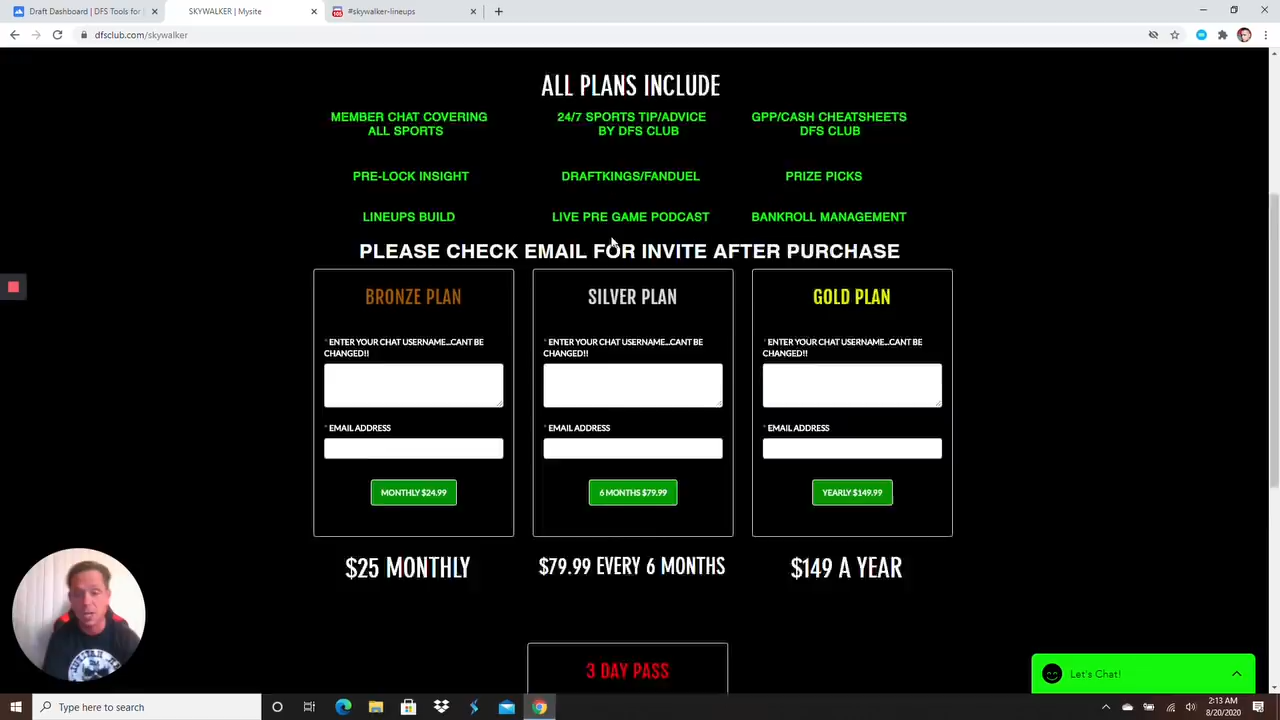 Draft Dashboard | DFS Tools for
SKYWALKER | Mysite
#skywalker-lineups
dfsclub.com/skywalker
ALL PLANS INCLUDE
MEMBER CHAT COVERING
ALL SPORTS
24/7 SPORTS TIP/ADVICE
BY DFS CLUB
GPP/CASH CHEATSHEETS
DFS CLUB
PRE-LOCK INSIGHT
DRAFTKINGS/FANDUEL
PRIZE PICKS
LINEUPS BUILD
LIVE PRE GAME PODCAST
BANKROLL MANAGEMENT
PLEASE CHECK EMAIL FOR INVITE AFTER PURCHASE
BRONZE PLAN
* ENTER YOUR CHAT USERNAME...CANT BE
CHANGED!!
* EMAIL ADDRESS
MONTHLY $24.99
SILVER PLAN
* ENTER YOUR CHAT USERNAME...CANT BE
CHANGED!!
* EMAIL ADDRESS
6 MONTHS $79.99
GOLD PLAN
* ENTER YOUR CHAT USERNAME...CANT BE
CHANGED!!
* EMAIL ADDRESS
YEARLY $149.99
$25 MONTHLY
$79.99 EVERY 6 MONTHS
$149 A YEAR
3 DAY PASS
Let's Chat!
Type here to search
2:13 AM
8/20/2020